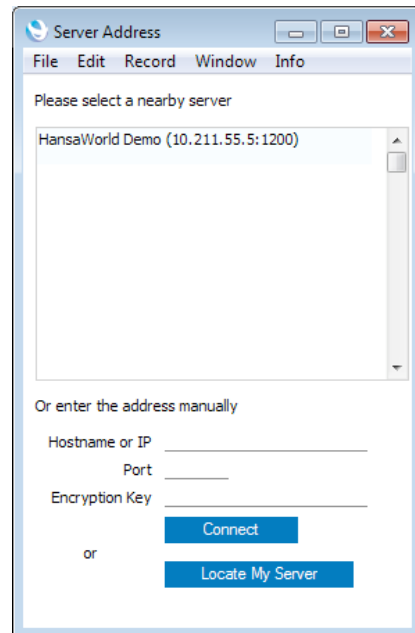 Server Address
File Edit Record Window Info
Please select a nearby server
HansaWorld Demo (10.211.55.5:1200)
Or enter the address manually
Hostname or IP
Port
Encryption Key
Connect
or
Locate My Server